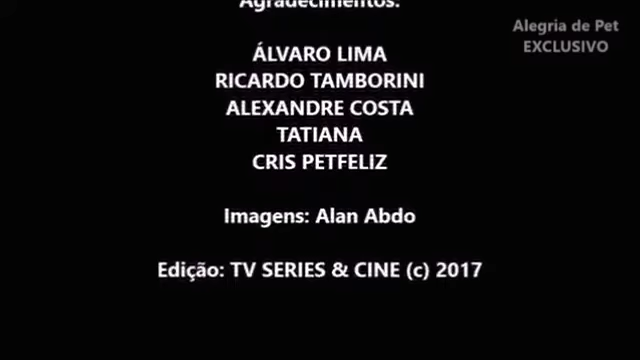 Agradecimentos:
Alegria de Pet
EXCLUSIVO
ÁLVARO LIMA
RICARDO TAMBORINI
ALEXANDRE COSTA
TATIANA
CRIS PETFELIZ
Imagens: Alan Abdo
Edição: TV SERIES & CINE (c) 2017